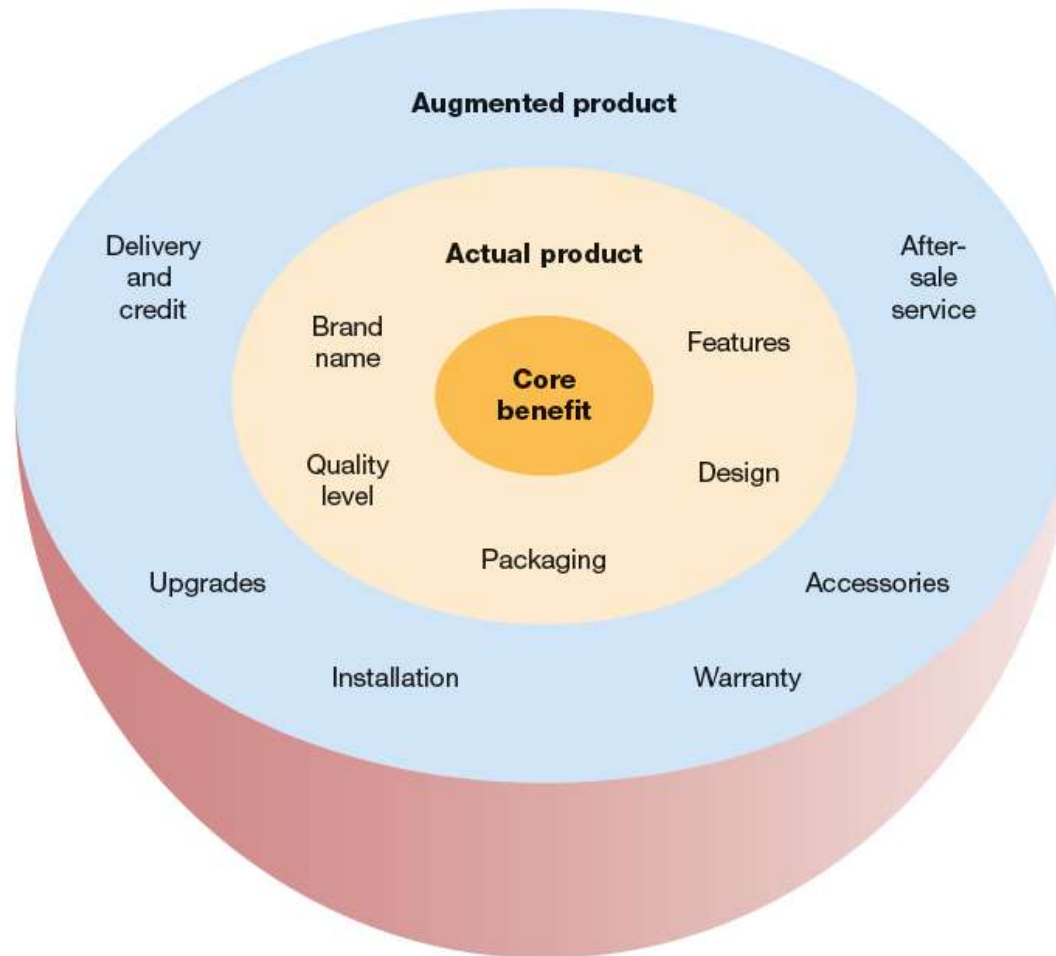 Augmented product
Delivery
and
credit
After-
sale
service
Actual product
Brand
name
Features
Core
benefit
Quality
level
Design
Packaging
Upgrades
Accessories
Installation
Warranty